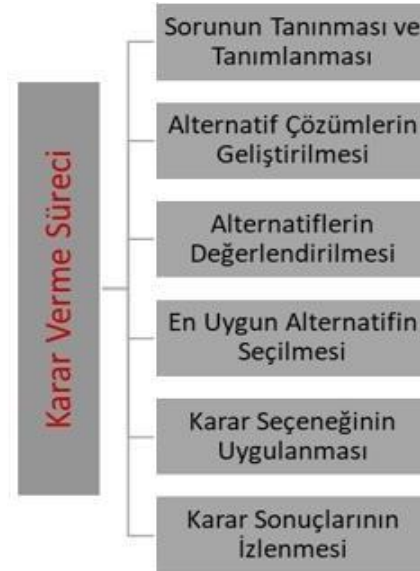 Karar Verme Süreci
Sorunun Tanınması ve
Tanımlanması
Alternatif Çözümlerin
Geliştirilmesi
Alternatiflerin
Değerlendirilmesi
En Uygun Alternatifin
Seçilmesi
Karar Seçeneğinin
Uygulanması
Karar Sonuçlarının
İzlenmesi